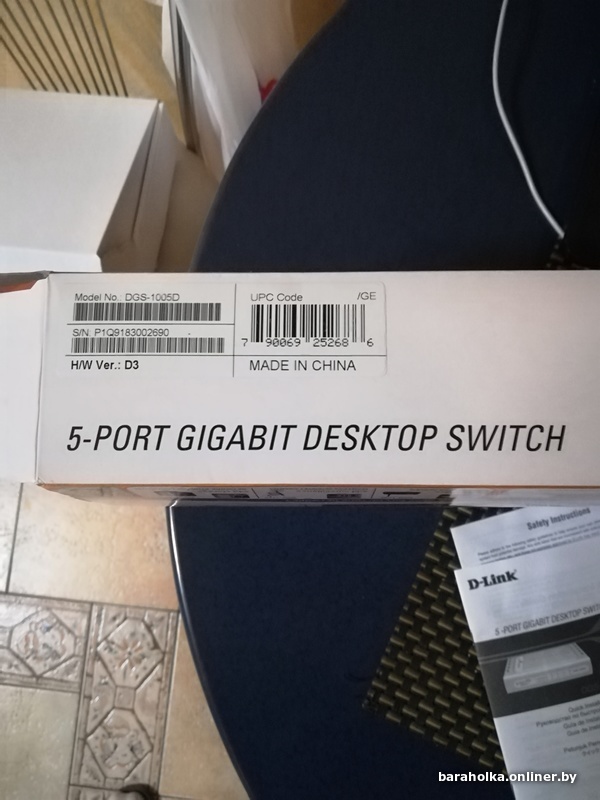 Model No.: DGS-1005D
S/N: P1Q9183002690
H/W Ver.: D3
UPC Code /GE
7 90069 25268 6
MADE IN CHINA
5-PORT GIGABIT DESKTOP SWITCH
Safety Instructions
D-Link
5 -PORT GIGABIT DESKTOP
Quick
baraholka.onliner.by